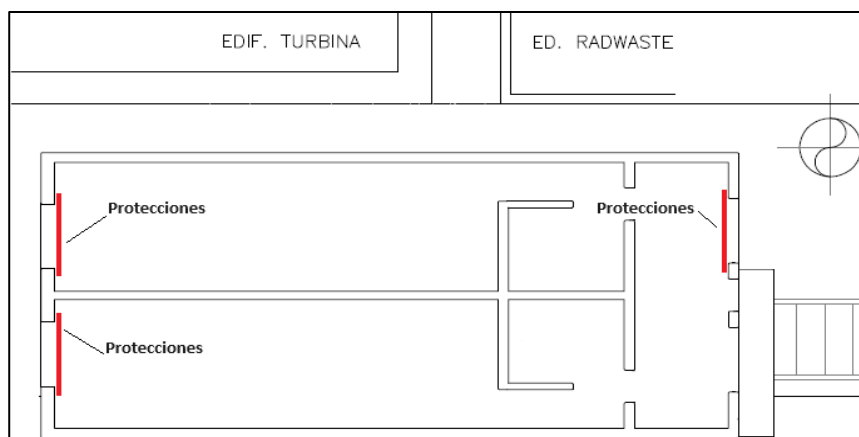 EDIF. TURBINA
ED. RADWASTE
Protecciones
Protecciones
Protecciones